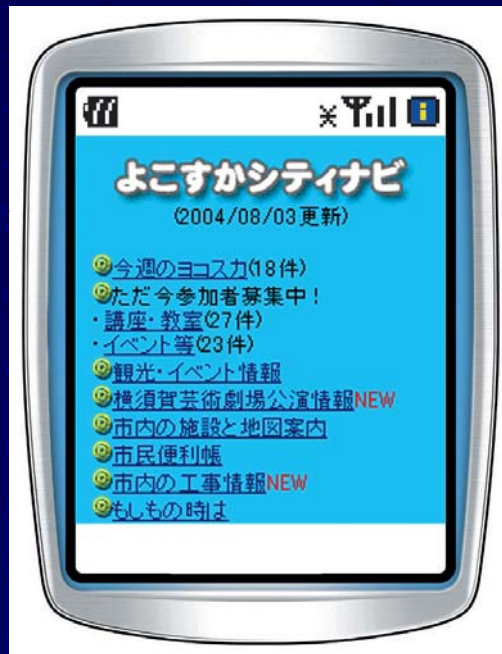 よこすかシティナビ
(2004/08/03更新)
今週のヨコスカ(18件)
ただ今参加者募集中！
・講座・教室(27件)
・イベント等(23件)
観光・イベント情報
横須賀芸術劇場公演情報NEW
市内の施設と地図案内
市民便利帳
市内の工事情報NEW
もしもの時は